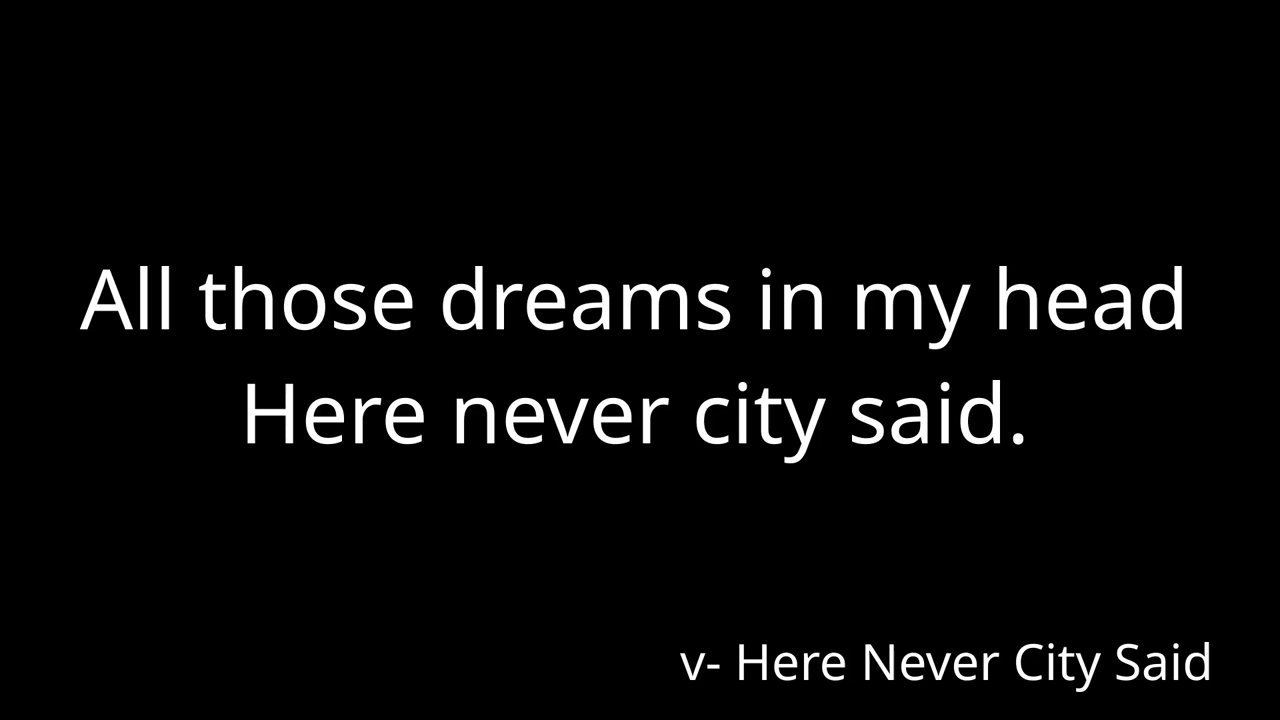 All those dreams in my head
Here never city said.
v- Here Never City Said